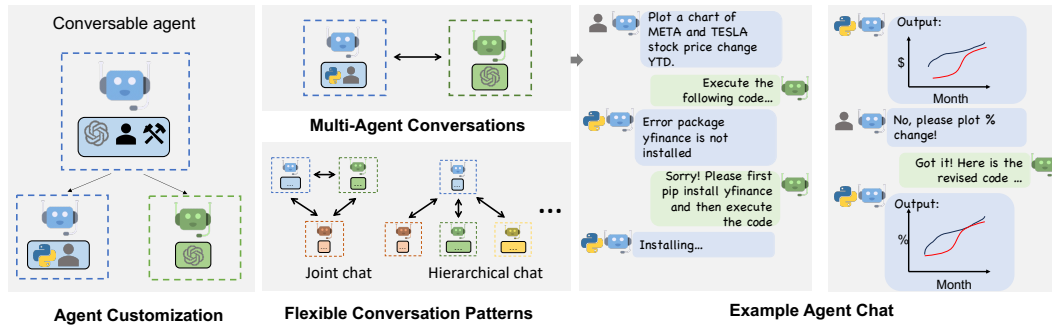 Conversable agent
Agent Customization
Multi-Agent Conversations
...
...
...
Joint chat
...
...
...
...
Hierarchical chat
...
Flexible Conversation Patterns
Plot a chart of
META and TESLA
stock price change
YTD.
Execute the
following code...
Error package
yfinance is not
installed
Sorry! Please first
pip install yfinance
and then execute
the code
Installing...
Output:
$
Month
No, please plot %
change!
Got it! Here is the
revised code ...
Output:
%
Month
Example Agent Chat